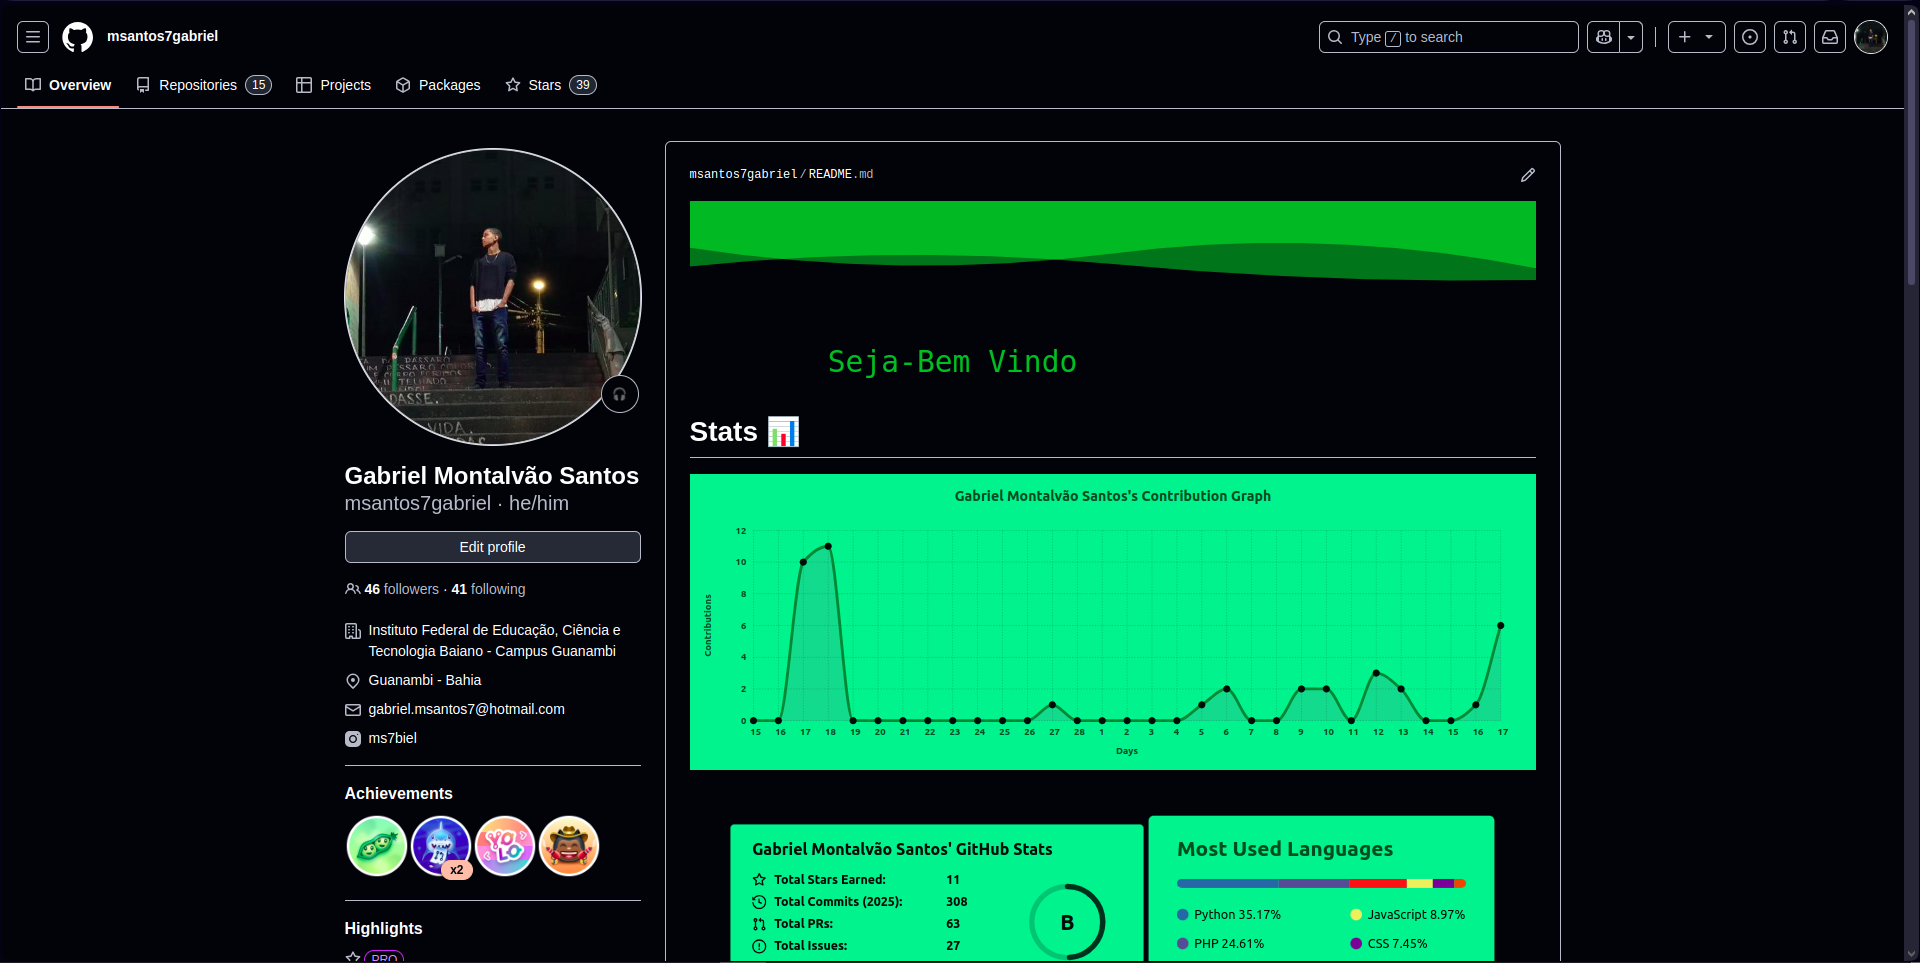 msantos7gabriel
Type / to search
Overview
Repositories 15
Projects
Packages
Stars 39
DASSE.
VIDA.
Gabriel Montalvão Santos
msantos7gabriel · he/him
Edit profile
46 followers · 41 following
Instituto Federal de Educação, Ciência e
Tecnologia Baiano - Campus Guanambi
Guanambi - Bahia
gabriel.msantos7@hotmail.com
ms7biel
Achievements
YOLO
x2
Highlights
PRO
msantos7gabriel/README.md
Seja-Bem Vindo
Stats
Gabriel Montalvão Santos's Contribution Graph
12
10
8
6
4
2
0
Contributions
15 16 17 18 19 20 21 22 23 24 25 26 27 28 1 2 3 4 5 6 7 8 9 10 11 12 13 14 15 16 17
Days
Gabriel Montalvão Santos' GitHub Stats
Total Stars Earned: 11
Total Commits (2025): 308
Total PRs: 63
Total Issues: 27
B
Most Used Languages
Python 35.17%
JavaScript 8.97%
PHP 24.61%
CSS 7.45%